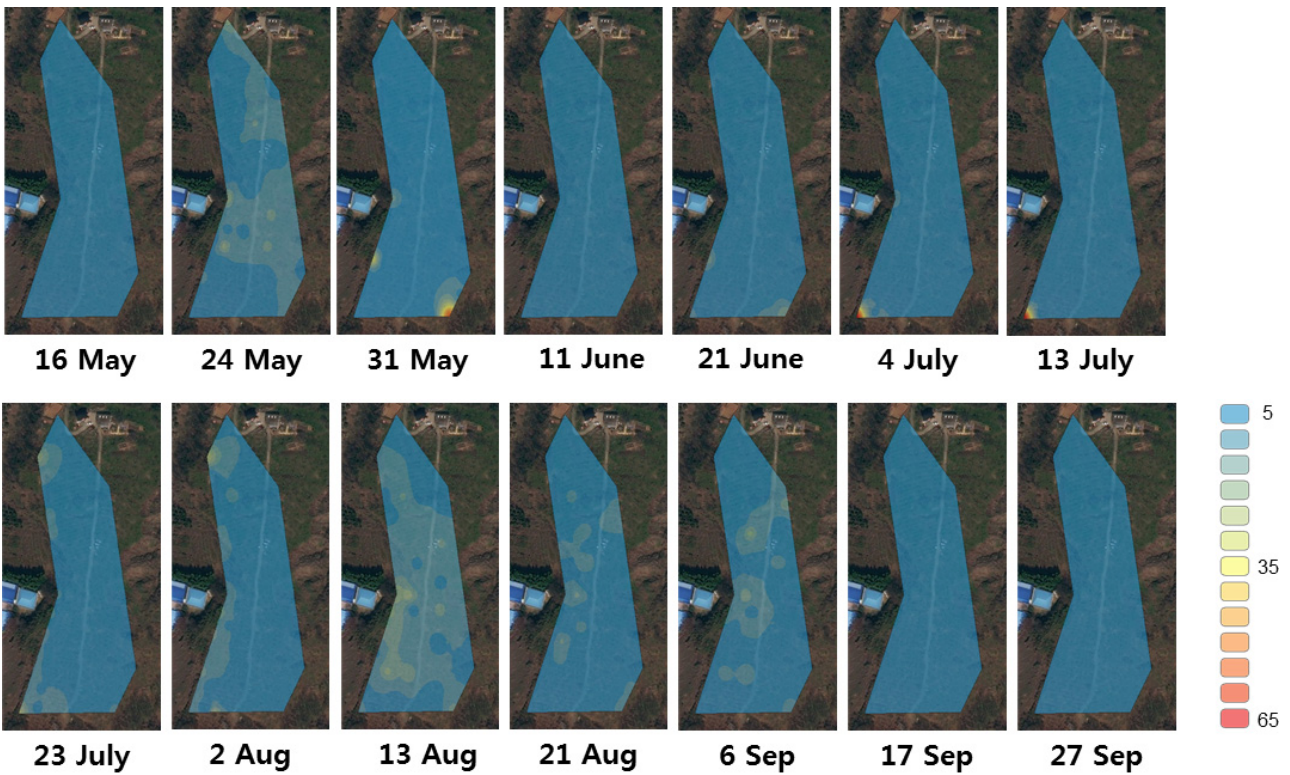 16 May
24 May
31 May
11 June
21 June
4 July
13 July
5
35
65
23 July
2 Aug
13 Aug
21 Aug
6 Sep
17 Sep
27 Sep